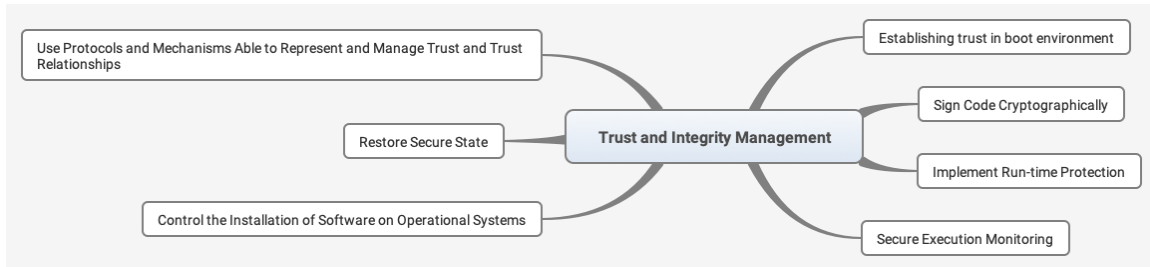 Use Protocols and Mechanisms Able to Represent and Manage Trust and Trust
Relationships
Restore Secure State
Control the Installation of Software on Operational Systems
Trust and Integrity Management
Establishing trust in boot environment
Sign Code Cryptographically
Implement Run-time Protection
Secure Execution Monitoring